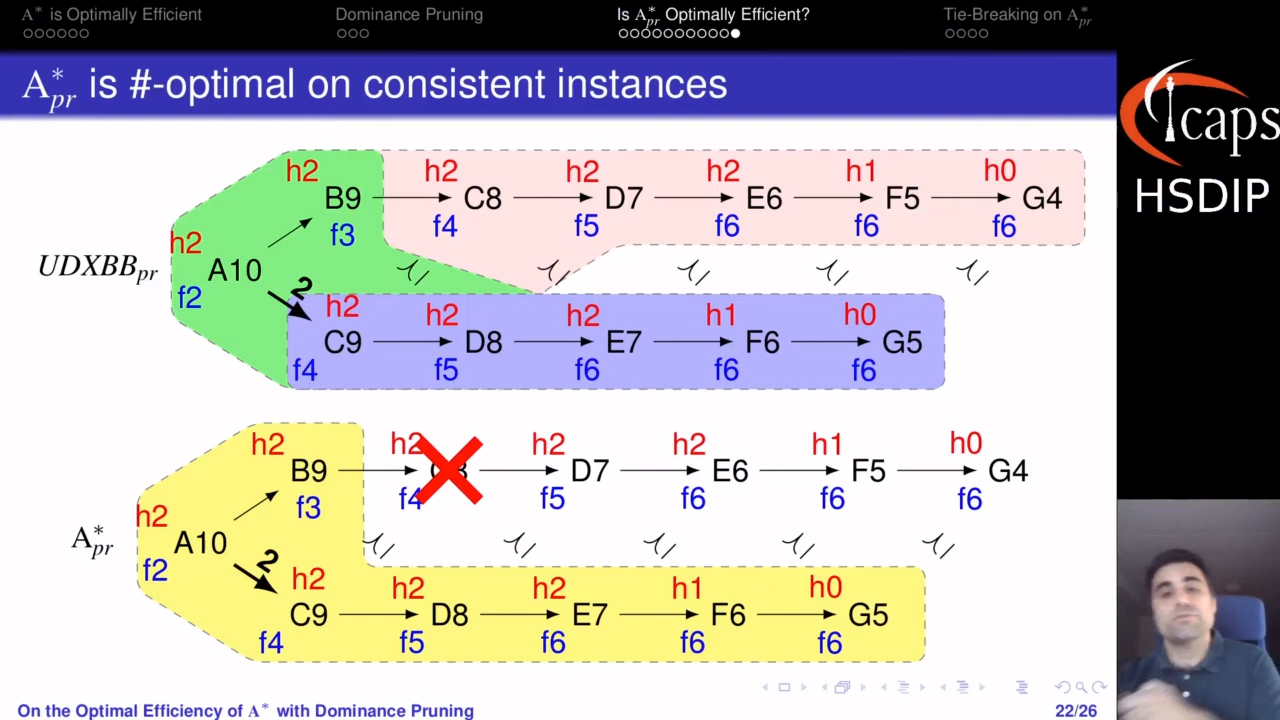 A* is Optimally Efficient
Dominance Pruning
Is A*pr Optimally Efficient?
Tie-Breaking on A*pr
A*pr is #-optimal on consistent instances
icaps
HSDIP
h2 h2 h2 h2 h1 h0
B9 C8 D7 E6 F5 G4
f3 f4 f5 f6 f6 f6
h2
UDXBBpr A10
f2
2
h2 h2 h2 h1 h0
C9 D8 E7 F6 G5
f4 f5 f6 f6 f6
h2 h2 h2 h2 h1 h0
B9 C8 D7 E6 F5 G4
f3 f4 f5 f6 f6 f6
h2
A*pr A10
f2
2
h2 h2 h2 h1 h0
C9 D8 E7 F6 G5
f4 f5 f6 f6 f6
On the Optimal Efficiency of A* with Dominance Pruning
22/26